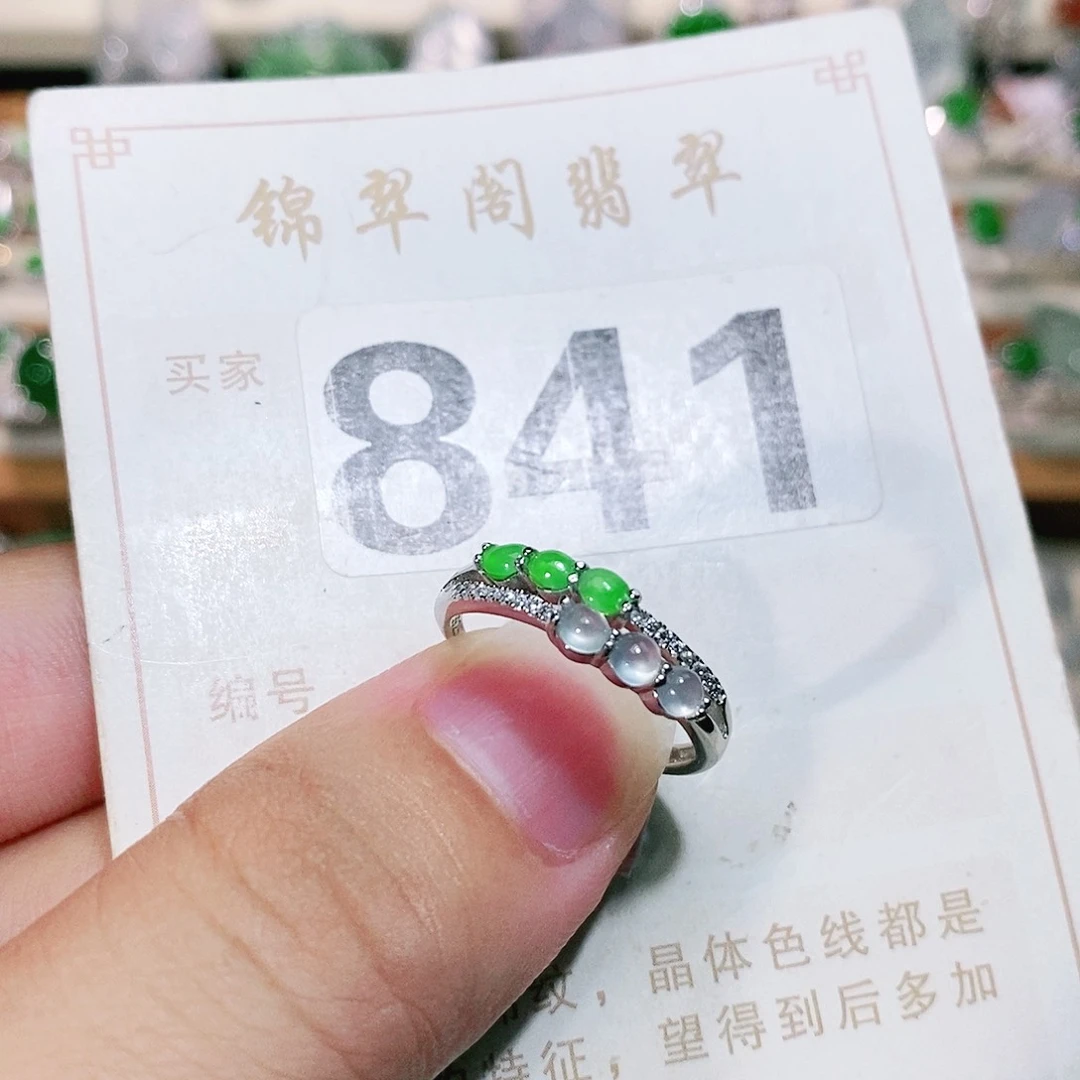 锦翠阁翡翠
买家
841
编号
纹，晶体色线都是
特征，望得到后多加